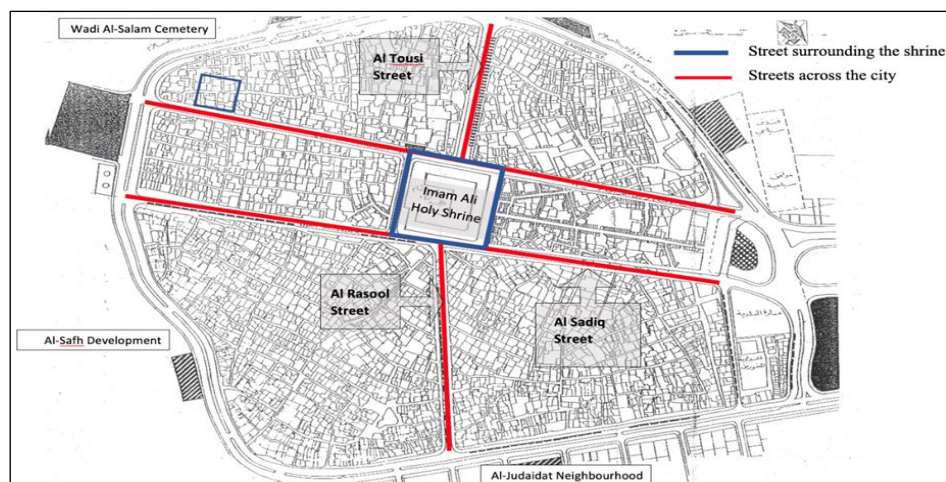 Wadi Al-Salam Cemetery
Al Tousi
Street
Street surrounding the shrine
Streets across the city
Imam Ali
Holy Shrine
Al Rasool
Street
Al Sadiq
Street
Al-Safh Development
Al-Judaidat Neighbourhood